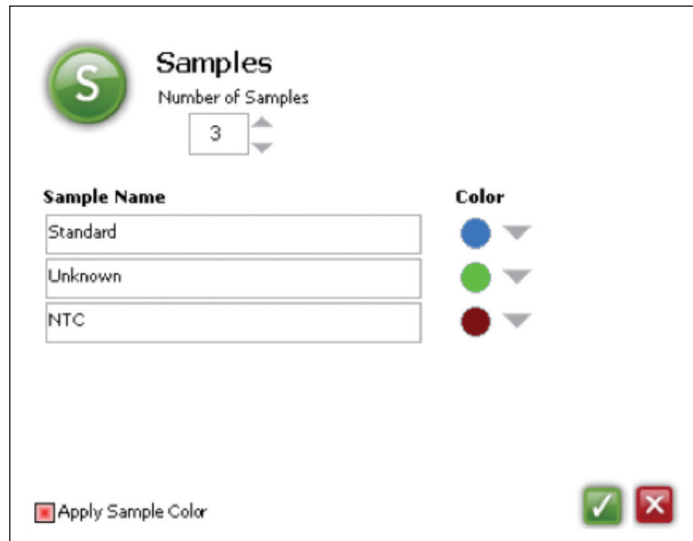 S
Samples
Number of Samples
3
Sample Name Color
Standard
Unknown
NTC
Apply Sample Color